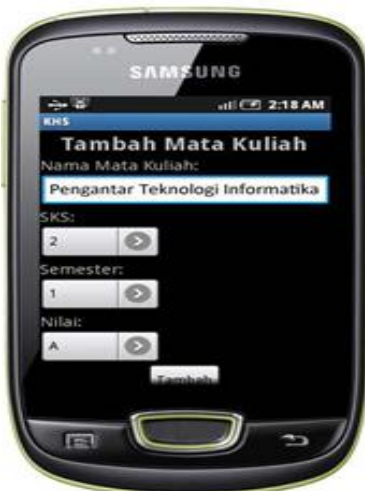 SAMSUNG
2:18 AM
KHS
Tambah Mata Kuliah
Nama Mata Kuliah:
Pengantar Teknologi Informatika
SKS:
2
Semester:
1
Nilai:
A
Tambah